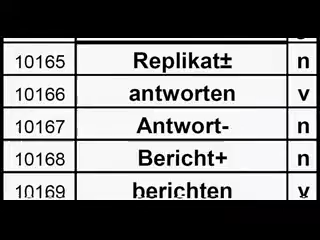 10165 Replikat± n
10166 antworten v
10167 Antwort- n
10168 Bericht+ n
10169 berichten v